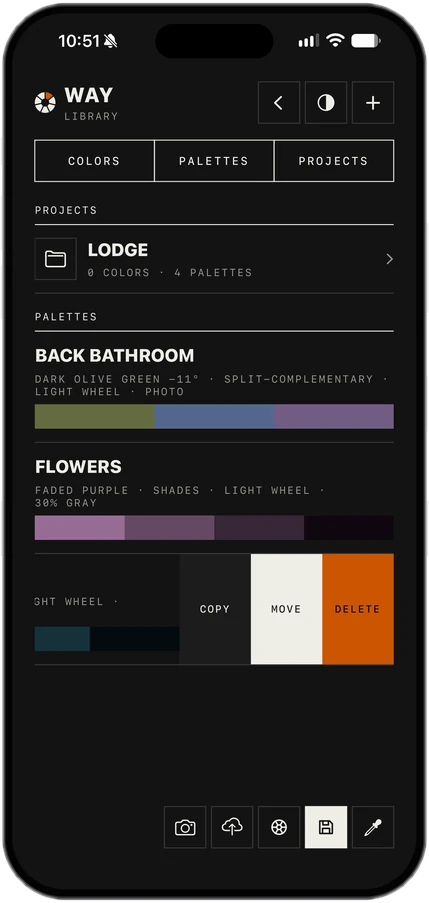 10:51
WAY
LIBRARY
COLORS PALETTES PROJECTS
PROJECTS
LODGE
0 COLORS · 4 PALETTES
PALETTES
BACK BATHROOM
DARK OLIVE GREEN −11° · SPLIT–COMPLEMENTARY ·
LIGHT WHEEL · PHOTO
FLOWERS
FADED PURPLE · SHADES · LIGHT WHEEL ·
30% GRAY
GHT WHEEL ·
COPY MOVE DELETE